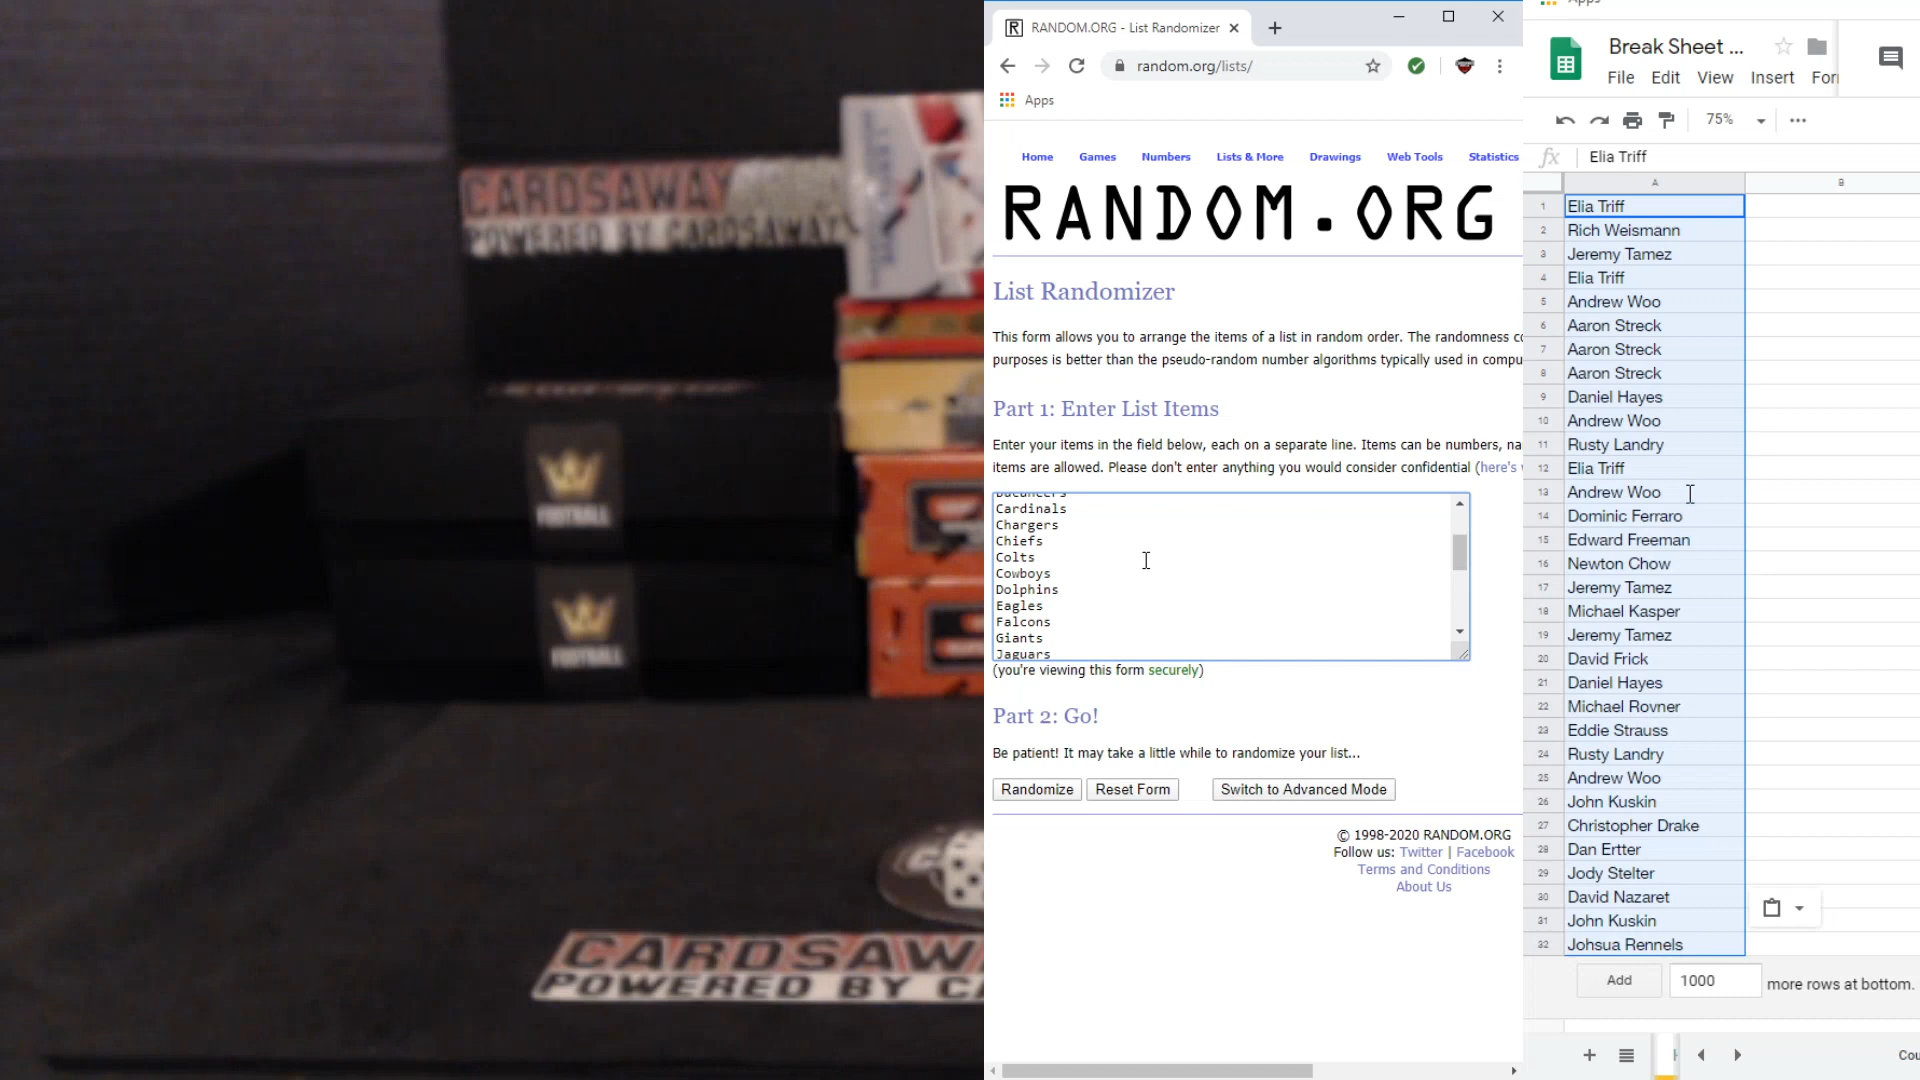 CARDSAWAY
POWERED BY CARDSAWAY
FOOTBALL
FOOTBALL
CARDSAW
POWERED BY CA
RANDOM.ORG - List Randomizer
random.org/lists/
Apps
Home Games Numbers Lists & More Drawings Web Tools Statistics
RANDOM.ORG
List Randomizer
This form allows you to arrange the items of a list in random order. The randomness
purposes is better than the pseudo-random number algorithms typically used in compu
Part 1: Enter List Items
Enter your items in the field below, each on a separate line. Items can be numbers, na
items are allowed. Please don't enter anything you would consider confidential (here's
Cardinals
Chargers
Chiefs
Colts
Cowboys
Dolphins
Eagles
Falcons
Giants
Jaguars
(you're viewing this form securely)
Part 2: Go!
Be patient! It may take a little while to randomize your list...
Randomize Reset Form Switch to Advanced Mode
© 1998-2020 RANDOM.ORG
Follow us: Twitter | Facebook
Terms and Conditions
About Us
Apps
Break Sheet ...
File Edit View Insert For
75%
fx Elia Triff
A B
1 Elia Triff
2 Rich Weismann
3 Jeremy Tamez
4 Elia Triff
5 Andrew Woo
6 Aaron Streck
7 Aaron Streck
8 Aaron Streck
9 Daniel Hayes
10 Andrew Woo
11 Rusty Landry
12 Elia Triff
13 Andrew Woo
14 Dominic Ferraro
15 Edward Freeman
16 Newton Chow
17 Jeremy Tamez
18 Michael Kasper
19 Jeremy Tamez
20 David Frick
21 Daniel Hayes
22 Michael Rovner
23 Eddie Strauss
24 Rusty Landry
25 Andrew Woo
26 John Kuskin
27 Christopher Drake
28 Dan Ertter
29 Jody Stelter
30 David Nazaret
31 John Kuskin
32 Johsua Rennels
Add 1000 more rows at bottom.
Cou